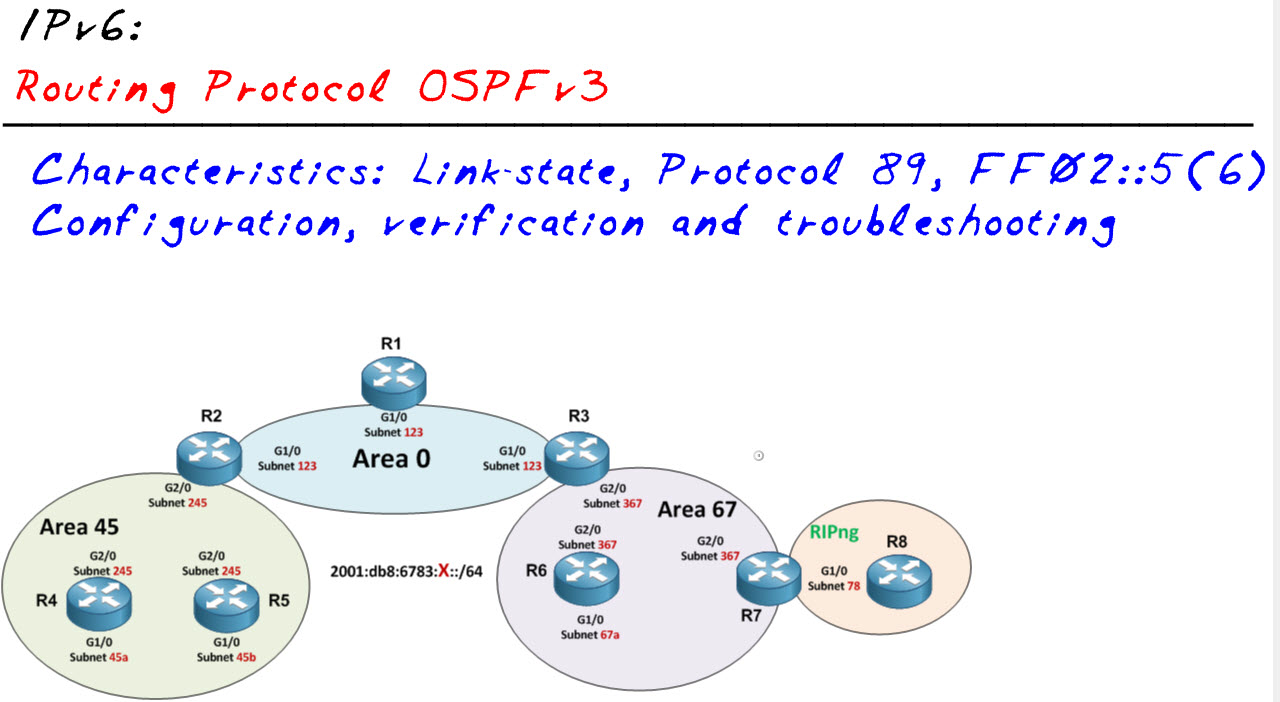 IPv6:
Routing Protocol OSPFv3
Characteristics: Link-state, Protocol 89, FF02::5(6)
Configuration, verification and troubleshooting
R1
G1/0
Subnet 123
R2
G1/0
Subnet 123
Area 0
R3
G1/0
Subnet 123
G2/0
Subnet 245
Area 45
G2/0
Subnet 245
G2/0
Subnet 245
R4
R5
G1/0
Subnet 45a
G1/0
Subnet 45b
2001:db8:6783:X::/64
G2/0
Subnet 367
Area 67
G2/0
Subnet 367
G2/0
Subnet 367
R6
R7
G1/0
Subnet 67a
RIPng
R8
G1/0
Subnet 78